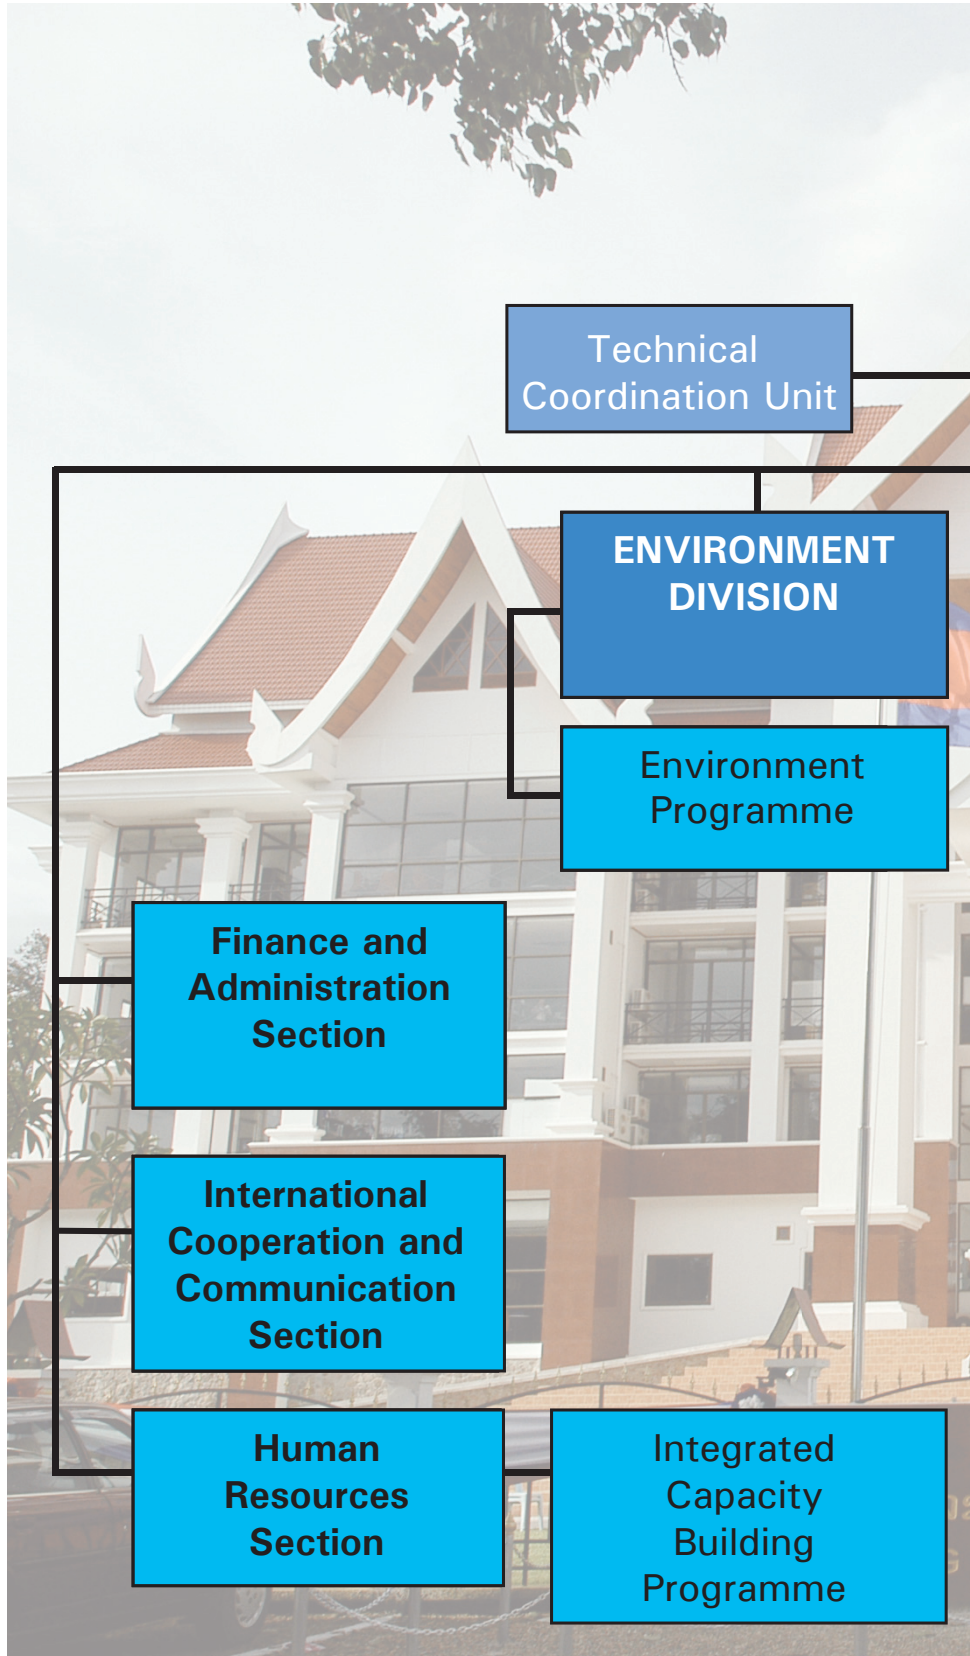 Technical
Coordination Unit
ENVIRONMENT
DIVISION
Environment
Programme
Finance and
Administration
Section
International
Cooperation and
Communication
Section
Human
Resources
Section
Integrated
Capacity
Building
Programme